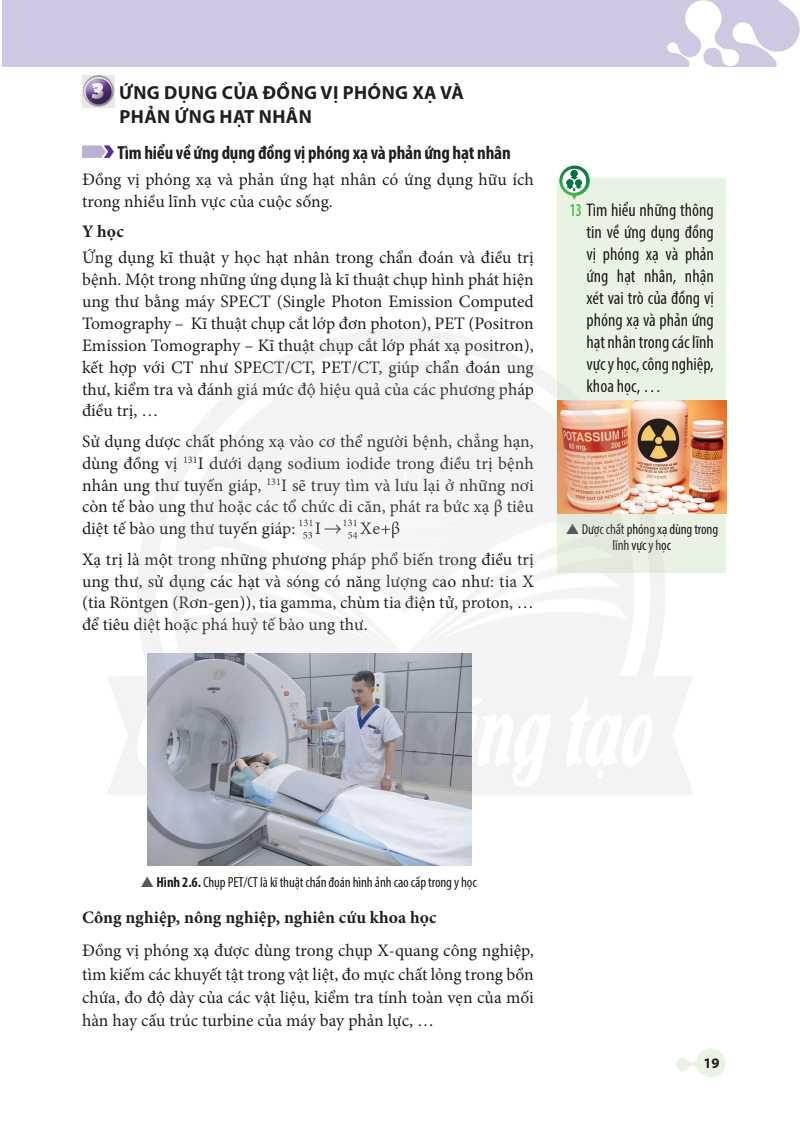 3 ỨNG DỤNG CỦA ĐỒNG VỊ PHÓNG XẠ VÀ
PHẢN ỨNG HẠT NHÂN
Tìm hiểu về ứng dụng đồng vị phóng xạ và phản ứng hạt nhân
Đồng vị phóng xạ và phản ứng hạt nhân có ứng dụng hữu ích
trong nhiều lĩnh vực của cuộc sống.
Y học
Ứng dụng kĩ thuật y học hạt nhân trong chẩn đoán và điều trị
bệnh. Một trong những ứng dụng là kĩ thuật chụp hình phát hiện
ung thư bằng máy SPECT (Single Photon Emission Computed
Tomography – Kĩ thuật chụp cắt lớp đơn photon), PET (Positron
Emission Tomography – Kĩ thuật chụp cắt lớp phát xạ positron),
kết hợp với CT như SPECT/CT, PET/CT, giúp chẩn đoán ung
thư, kiểm tra và đánh giá mức độ hiệu quả của các phương pháp
điều trị, …
Sử dụng dược chất phóng xạ vào cơ thể người bệnh, chẳng hạn,
dùng đồng vị ¹³¹I dưới dạng sodium iodide trong điều trị bệnh
nhân ung thư tuyến giáp, ¹³¹I sẽ truy tìm và lưu lại ở những nơi
còn tế bào ung thư hoặc các tổ chức di căn, phát ra bức xạ β tiêu
diệt tế bào ung thư tuyến giáp: ¹³¹₅₃I → ¹³¹₅₄Xe+β
Xạ trị là một trong những phương pháp phổ biến trong điều trị
ung thư, sử dụng các hạt và sóng có năng lượng cao như: tia X
(tia Röntgen (Rơn-gen)), tia gamma, chùm tia điện tử, proton, …
để tiêu diệt hoặc phá huỷ tế bào ung thư.
▲ Hình 2.6. Chụp PET/CT là kĩ thuật chẩn đoán hình ảnh cao cấp trong y học
Công nghiệp, nông nghiệp, nghiên cứu khoa học
Đồng vị phóng xạ được dùng trong chụp X-quang công nghiệp,
tìm kiếm các khuyết tật trong vật liệt, đo mực chất lỏng trong bồn
chứa, đo độ dày của các vật liệu, kiểm tra tính toàn vẹn của mối
hàn hay cấu trúc turbine của máy bay phản lực, …
13 Tìm hiểu những thông
tin về ứng dụng đồng
vị phóng xạ và phản
ứng hạt nhân, nhận
xét vai trò của đồng vị
phóng xạ và phản ứng
hạt nhân trong các lĩnh
vực y học, công nghiệp,
khoa học, …
POTASSIUM
▲ Dược chất phóng xạ dùng trong
lĩnh vực y học
sáng tạo
19